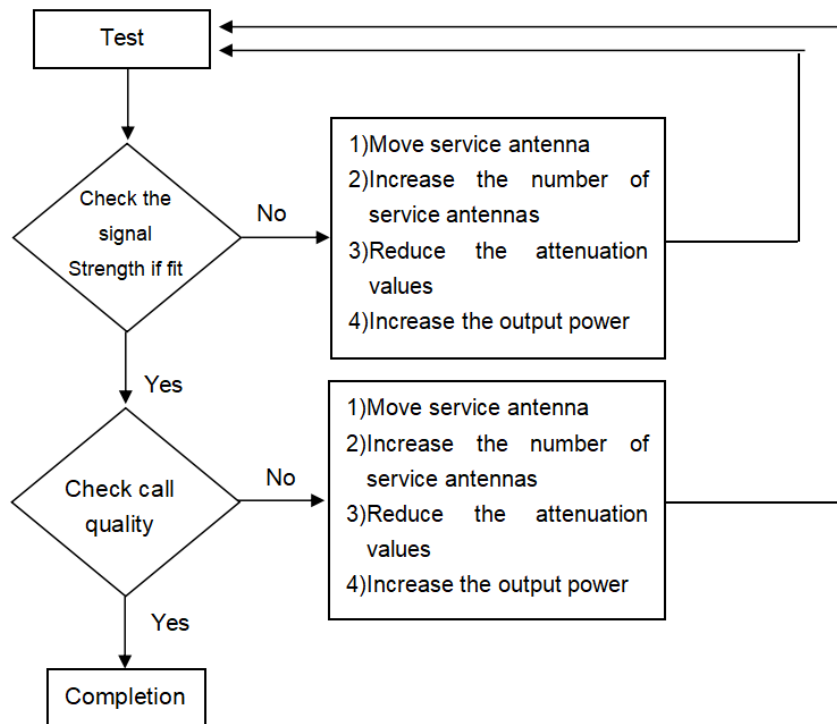 Test
Check the
signal
Strength if fit
No
1)Move service antenna
2)Increase the number of
service antennas
3)Reduce the attenuation
values
4)Increase the output power
Yes
Check call
quality
No
1)Move service antenna
2)Increase the number of
service antennas
3)Reduce the attenuation
values
4)Increase the output power
Yes
Completion